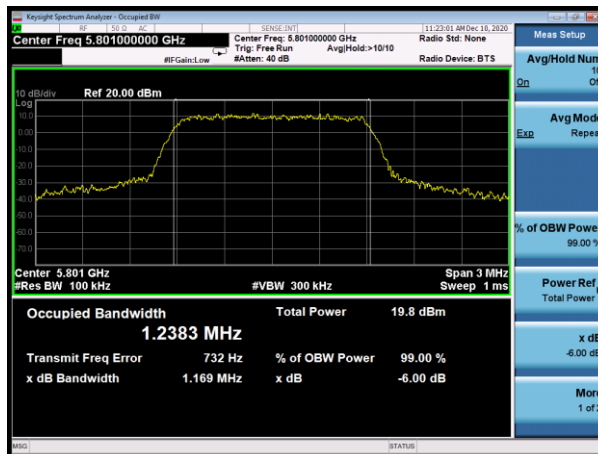 Keysight Spectrum Analyzer - Occupied BW
RF 50 Ω AC SENSE:INT 11:23:01 AM Dec 10, 2020
Center Freq 5.801000000 GHz
Center Freq: 5.801000000 GHz
Radio Std: None
Trig: Free Run Avg|Hold:>10/10
#IFGain:Low #Atten: 40 dB Radio Device: BTS
10 dB/div Ref 20.00 dBm
Log
10.0
0.00
-10.0
-20.0
-30.0
-40.0
-50.0
-60.0
-70.0
Center 5.801 GHz Span 3 MHz
#Res BW 100 kHz #VBW 300 kHz Sweep 1 ms
Occupied Bandwidth Total Power 19.8 dBm
1.2383 MHz
Transmit Freq Error 732 Hz % of OBW Power 99.00 %
x dB Bandwidth 1.169 MHz x dB -6.00 dB
MSG STATUS
Meas Setup
Avg/Hold Num
10
On Of
Avg Mode
Exp Repea
% of OBW Power
99.00 %
Power Ref
Total Power
x dB
-6.00 dB
More
1 of 2